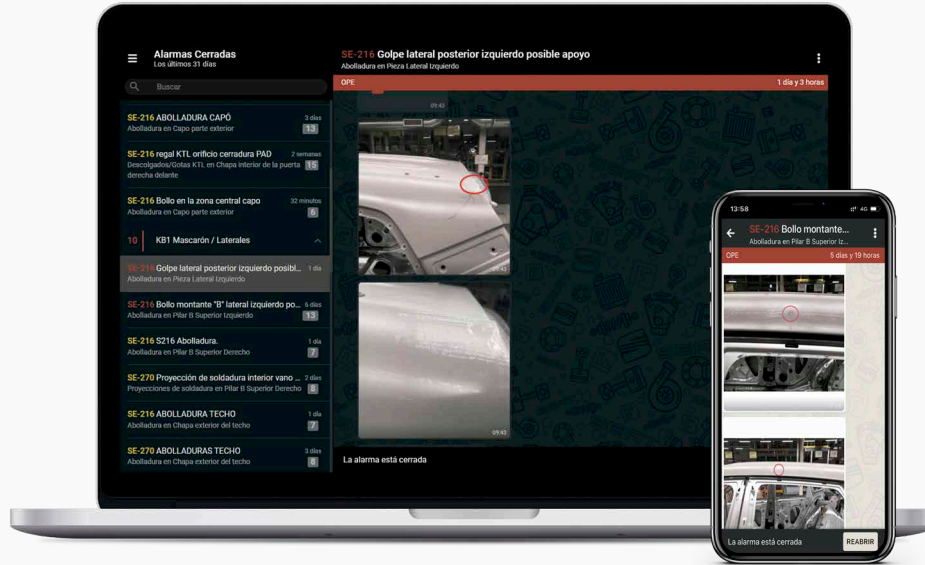 Alarmas Cerradas
Los últimos 31 días
Buscar
SE-216 ABOLLADURA CAPÓ 3 días
Abolladura en Capo parte exterior 13
SE-216 regal KTL orificio cerradura PAD 2 semanas
Descolgados/Gotas KTL en Chapa interior de la puerta 15
derecha delante
SE-216 Bollo en la zona central capo 32 minutos
Abolladura en Capo parte exterior 6
10 KB1 Mascarón / Laterales
SE-216 Golpe lateral posterior izquierdo posibl... 1 día
Abolladura en Pieza Lateral Izquierdo
SE-216 Bollo montante "B" lateral izquierdo po... 6 días
Abolladura en Pilar B Superior Izquierdo 13
SE-216 S216 Abolladura. 1 día
Abolladura en Pilar B Superior Derecho 7
SE-270 Proyección de soldadura interior vano ... 2 días
Proyecciones de soldadura en Pilar B Superior Derecho 8
SE-216 ABOLLADURA TECHO 1 día
Abolladura en Chapa exterior del techo 7
SE-270 ABOLLADURAS TECHO 3 días
Abolladura en Chapa exterior del techo 6
SE-216 Golpe lateral posterior izquierdo posible apoyo
Abolladura en Pieza Lateral Izquierdo
OPE 1 día y 3 horas
09:43
09:43
09:43
La alarma está cerrada
13:58 4G
SE-216 Bollo montante...
Abolladura en Pilar B Superior Iz...
OPE 5 días y 19 horas
La alarma está cerrada REABRIR